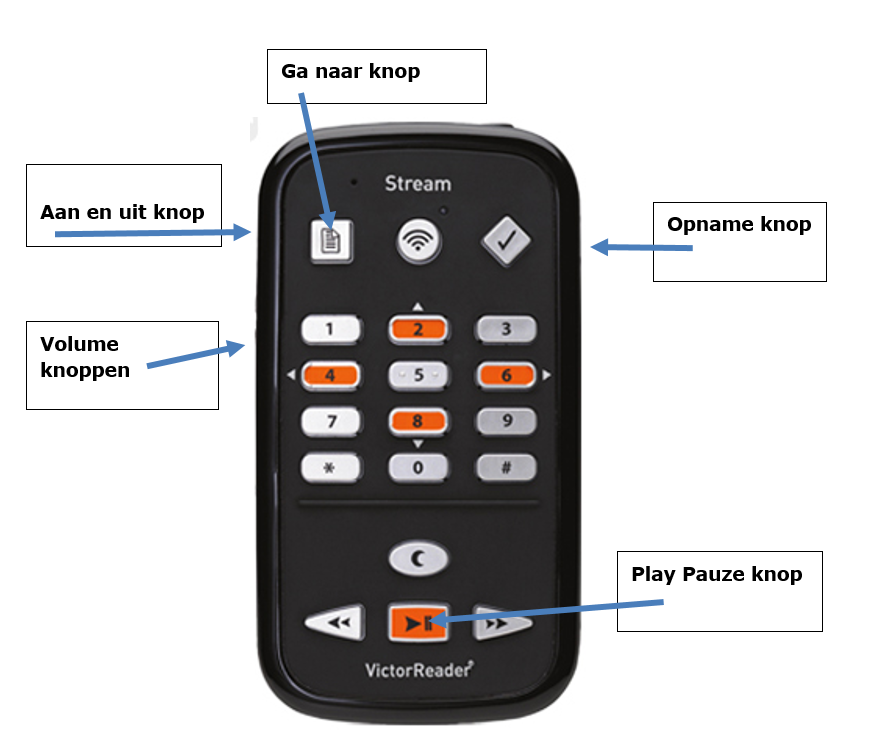 Ga naar knop
Stream
Aan en uit knop
Opname knop
Volume
knoppen
1 2 3
4 5 6
7 8 9
* 0 #
Play Pauze knop
VictorReader®